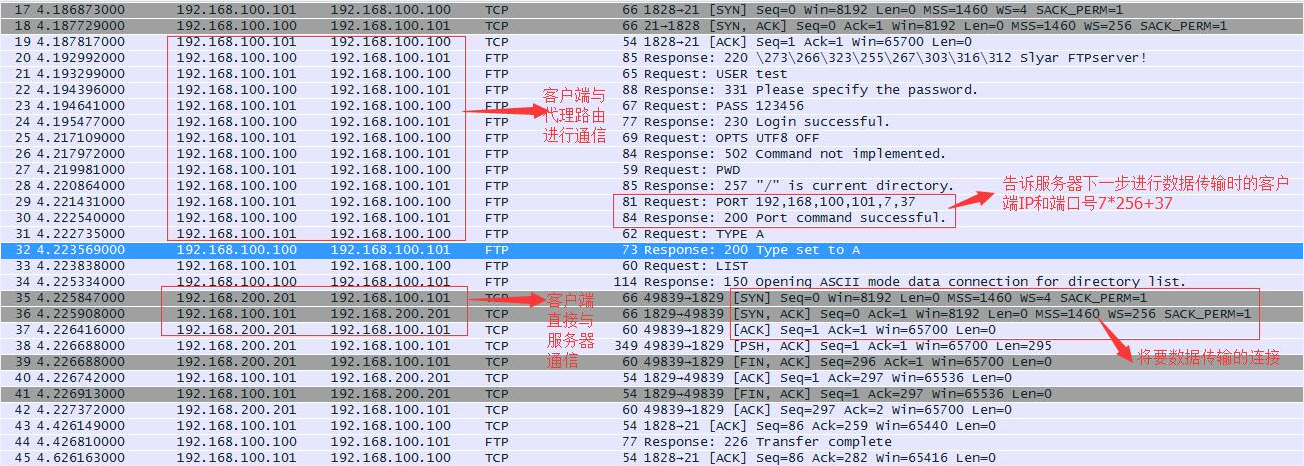 17 4.186873000 192.168.100.101 192.168.100.100 TCP 66 1828→21 [SYN] Seq=0 Win=8192 Len=0 MSS=1460 WS=4 SACK_PERM=1
18 4.187729000 192.168.100.100 192.168.100.101 TCP 66 21→1828 [SYN, ACK] Seq=0 Ack=1 Win=8192 Len=0 MSS=1460 WS=256 SACK_PERM=1
19 4.187817000 192.168.100.101 192.168.100.100 TCP 54 1828→21 [ACK] Seq=1 Ack=1 Win=65700 Len=0
20 4.192992000 192.168.100.100 192.168.100.101 FTP 85 Response: 220 \273\266\323\255\267\303\316\312 Slyar FTPserver!
21 4.193299000 192.168.100.101 192.168.100.100 FTP 65 Request: USER test
22 4.194396000 192.168.100.100 192.168.100.101 FTP 88 Response: 331 Please specify the password.
23 4.194641000 192.168.100.101 192.168.100.100 FTP 67 Request: PASS 123456
24 4.195477000 192.168.100.100 192.168.100.101 FTP 77 Response: 230 Login successful.
25 4.217109000 192.168.100.101 192.168.100.100 FTP 69 Request: OPTS UTF8 OFF
26 4.217972000 192.168.100.100 192.168.100.101 FTP 84 Response: 502 Command not implemented.
27 4.219981000 192.168.100.101 192.168.100.100 FTP 59 Request: PWD
28 4.220864000 192.168.100.100 192.168.100.101 FTP 85 Response: 257 "/" is current directory.
29 4.221431000 192.168.100.101 192.168.100.100 FTP 81 Request: PORT 192,168,100,101,7,37
30 4.222540000 192.168.100.100 192.168.100.101 FTP 84 Response: 200 Port command successful.
31 4.222735000 192.168.100.101 192.168.100.100 FTP 62 Request: TYPE A
32 4.223569000 192.168.100.100 192.168.100.101 FTP 73 Response: 200 Type set to A
33 4.223838000 192.168.100.101 192.168.100.100 FTP 60 Request: LIST
34 4.225334000 192.168.100.100 192.168.100.101 FTP 114 Response: 150 Opening ASCII mode data connection for directory list.
35 4.225847000 192.168.200.201 192.168.100.101 TCP 66 49839→1829 [SYN] Seq=0 Win=8192 Len=0 MSS=1460 WS=4 SACK_PERM=1
36 4.225908000 192.168.100.101 192.168.200.201 TCP 66 1829→49839 [SYN, ACK] Seq=0 Ack=1 Win=8192 Len=0 MSS=1460 WS=256 SACK_PERM=1
37 4.226416000 192.168.200.201 192.168.100.101 TCP 60 49839→1829 [ACK] Seq=1 Ack=1 Win=65700 Len=0
38 4.226688000 192.168.200.201 192.168.100.101 TCP 349 49839→1829 [PSH, ACK] Seq=1 Ack=1 Win=65700 Len=295
39 4.226688000 192.168.200.201 192.168.100.101 TCP 60 49839→1829 [FIN, ACK] Seq=296 Ack=1 Win=65700 Len=0
40 4.226742000 192.168.100.101 192.168.200.201 TCP 54 1829→49839 [ACK] Seq=1 Ack=297 Win=65536 Len=0
41 4.226913000 192.168.100.101 192.168.200.201 TCP 54 1829→49839 [FIN, ACK] Seq=1 Ack=297 Win=65536 Len=0
42 4.227372000 192.168.200.201 192.168.100.101 TCP 60 49839→1829 [ACK] Seq=297 Ack=2 Win=65700 Len=0
43 4.426149000 192.168.100.101 192.168.100.100 TCP 54 1828→21 [ACK] Seq=86 Ack=259 Win=65440 Len=0
44 4.426810000 192.168.100.100 192.168.100.101 FTP 77 Response: 226 Transfer complete
45 4.626163000 192.168.100.101 192.168.100.100 TCP 54 1828→21 [ACK] Seq=86 Ack=282 Win=65416 Len=0
客户端与
代理路由
进行通信
告诉服务器下一步进行数据传输时的客户
端IP和端口号7*256+37
客户端
直接与
服务器
通信
将要数据传输的连接